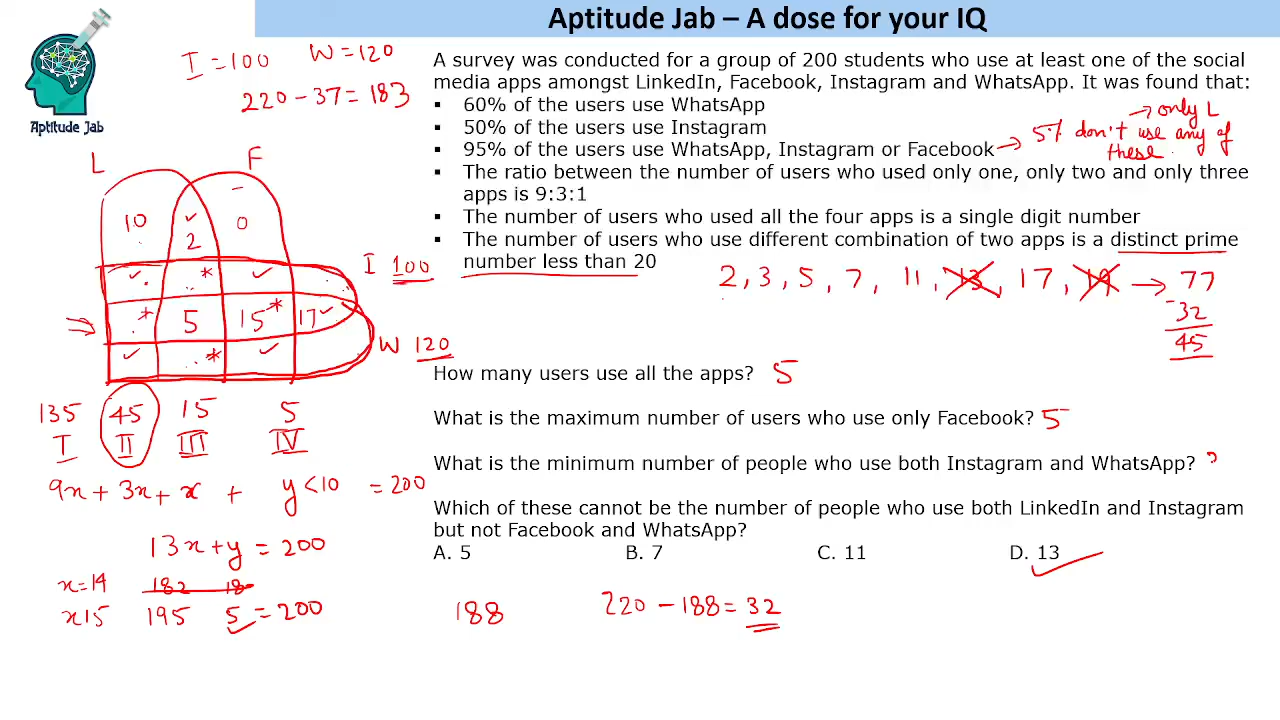 Aptitude Jab – A dose for your IQ
Aptitude Jab
I = 100 W = 120
220 - 37 = 183
A survey was conducted for a group of 200 students who use at least one of the social
media apps amongst LinkedIn, Facebook, Instagram and WhatsApp. It was found that:
▪ 60% of the users use WhatsApp
▪ 50% of the users use Instagram
▪ 95% of the users use WhatsApp, Instagram or Facebook
→ only L
→ 5% don't use any of
these
▪ The ratio between the number of users who used only one, only two and only three
apps is 9:3:1
▪ The number of users who used all the four apps is a single digit number
▪ The number of users who use different combination of two apps is a distinct prime
number less than 20
2, 3, 5, 7, 11, 13, 17, 19 → 77
- 32
45
L F
10 2 0
I 100
5 15* 17
W 120
135 45 15 5
I II III IV
9x + 3x + x + y < 10 = 200
13x + y = 200
x = 14 182 18
x 15 195 5 = 200
How many users use all the apps? 5
What is the maximum number of users who use only Facebook? 5
What is the minimum number of people who use both Instagram and WhatsApp?
Which of these cannot be the number of people who use both LinkedIn and Instagram
but not Facebook and WhatsApp?
A. 5 B. 7 C. 11 D. 13
188 220 - 188 = 32